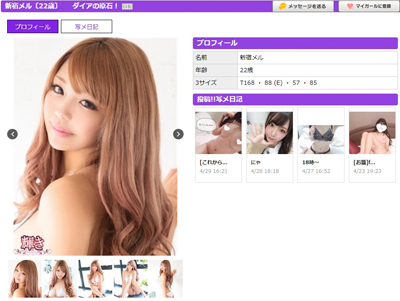 新宿メル（22歳） ダイアの原石！
メッセージを送る
マイガールに登録
プロフィール
写メ日記
輝き
プロフィール
名前 新宿メル
年齢 22歳
3サイズ T168 ・ 88 (E) ・ 57 ・ 85
投稿!!写メ日記
[これから...
4/29 16:21
にゃ
4/28 18:18
18時～
4/27 16:52
[お題]f...
4/23 19:23